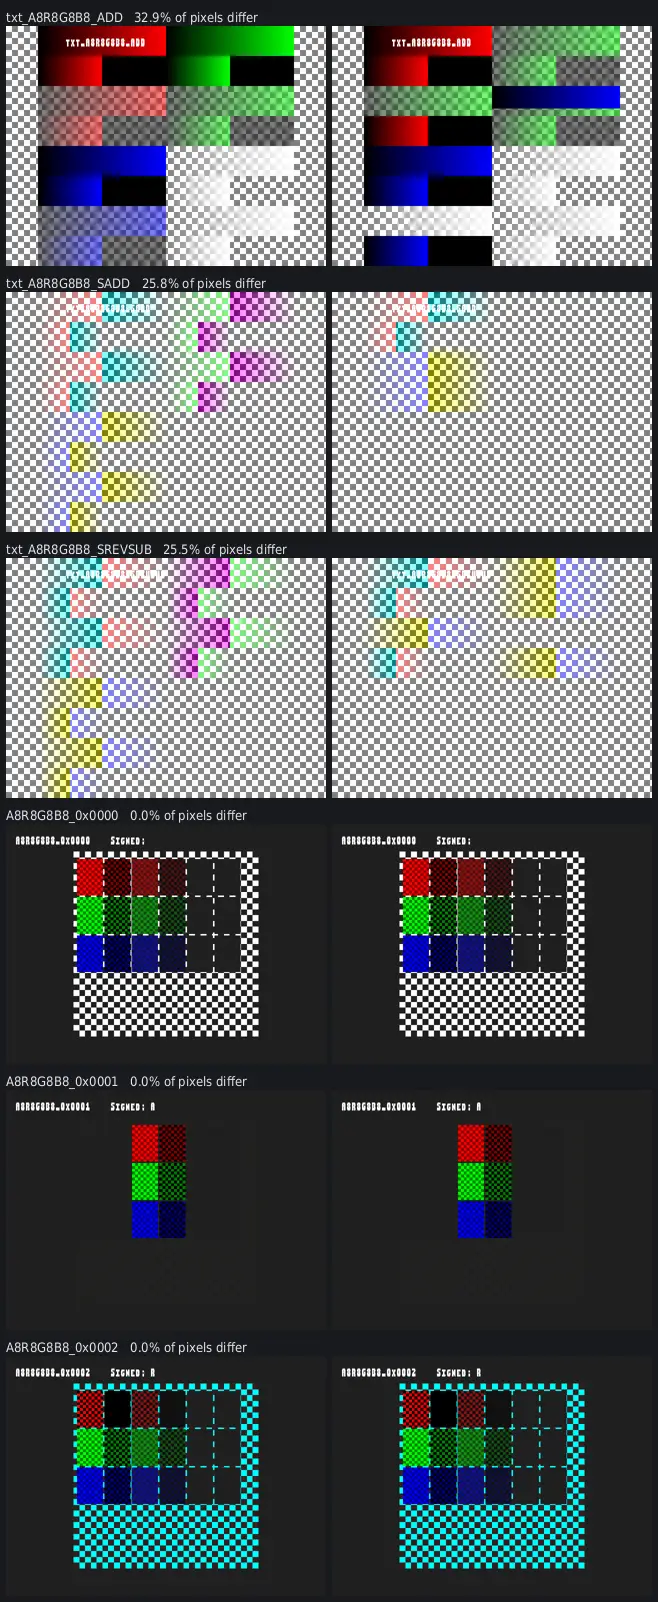 txt_A8R8G8B8_ADD   32.9% of pixels differ
TXT_A8R8G8B8_ADD TXT_A8R8G8B8_ADD
txt_A8R8G8B8_SADD   25.8% of pixels differ
txt_A8R8G8B8_SREVSUB   25.5% of pixels differ
A8R8G8B8_0x0000   0.0% of pixels differ
A8R8G8B8_0x0000 Signed: A8R8G8B8_0x0000 Signed:
A8R8G8B8_0x0001   0.0% of pixels differ
A8R8G8B8_0x0001 Signed: A A8R8G8B8_0x0001 Signed: A
A8R8G8B8_0x0002   0.0% of pixels differ
A8R8G8B8_0x0002 Signed: R A8R8G8B8_0x0002 Signed: R